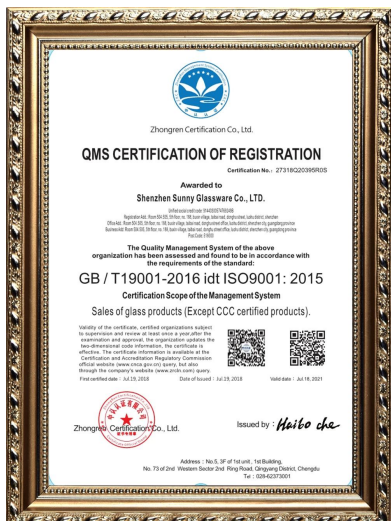 Zhongren Certification Co., Ltd.
QMS CERTIFICATION OF REGISTRATION
Certification No.: 27318Q20395R0S
Awarded to
Shenzhen Sunny Glassware Co., LTD.
The Quality Management System of the above
organization has been assessed and found to be in accordance with
the requirements of the standard:
GB / T19001-2016 idt ISO9001: 2015
Certification Scope of the Management System
Sales of glass products (Except CCC certified products).
Validity of the certificate, certified organizations subject
to supervision and review at least once a year,after the
examination and approval, the organization updates the
two-dimensional code information, the certificate is
effective. The certificate information is available at the
Certification and Accreditation Regulatory Commission
official website (www.cnca.gov.cn) query, but also
through the company's website (www.zrcln.com) query.
First certified date : Jul.19, 2018
Date of Issued : Jul.19, 2018
Valid date : Jul.18, 2021
Zhongren Certification Co., Ltd.
Issued by : Haibo che
Address : No.5, 3F of 1st unit , 1st Building,
No. 73 of 2nd Western Sector 2nd Ring Road, Qingyang District, Chengdu
Tel : 028-62373001